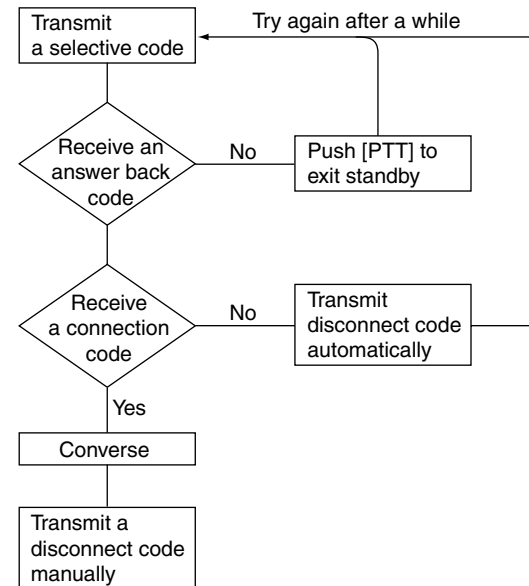 Transmit
a selective code
Try again after a while
Receive an
answer back
code
No
Push [PTT] to
exit standby
Receive
a connection
code
No
Transmit
disconnect code
automatically
Yes
Converse
Transmit a
disconnect code
manually